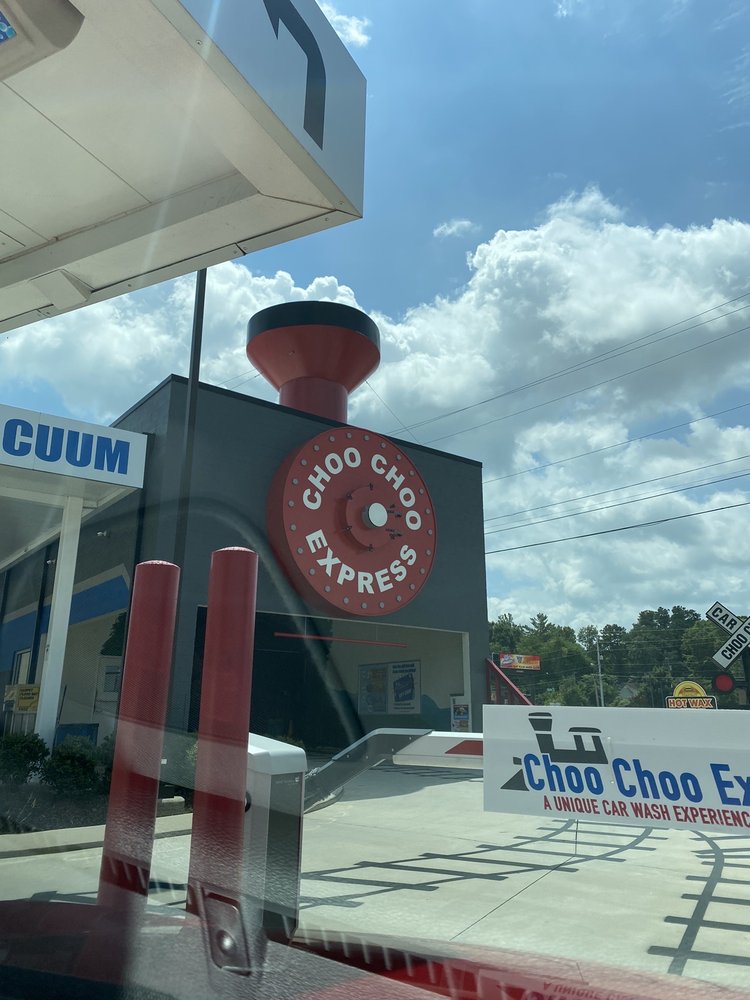 CUUM
CHOO CHOO
EXPRESS
CAR
CHOO
HOT WAX
Choo Choo Ex
A UNIQUE CAR WASH EXPERIENC